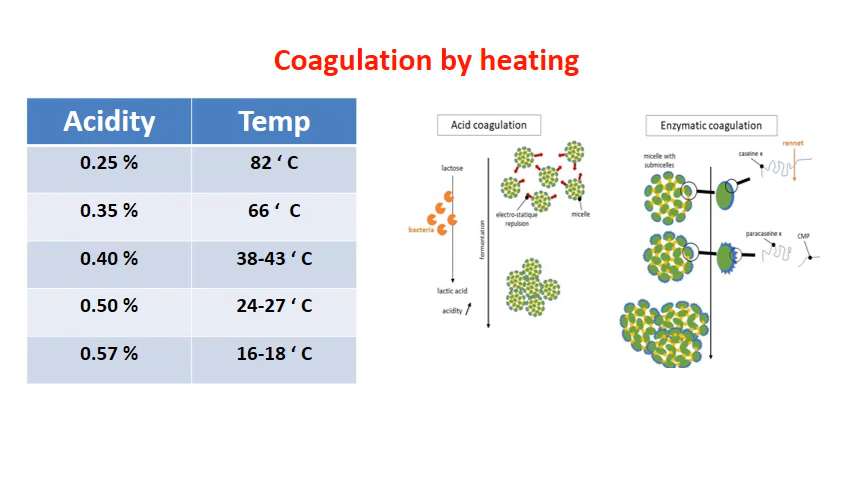 Coagulation by heating
Acidity Temp
0.25 % 82 ‘ C
0.35 % 66 ‘ C
0.40 % 38-43 ‘ C
0.50 % 24-27 ‘ C
0.57 % 16-18 ‘ C
Acid coagulation
lactose
bacteria
lactic acid
acidity
formentation
electro-statique
repulsion
micelle
Enzymatic coagulation
micelle with
submicelles
caseine κ
rennet
paracaseine κ
CMP